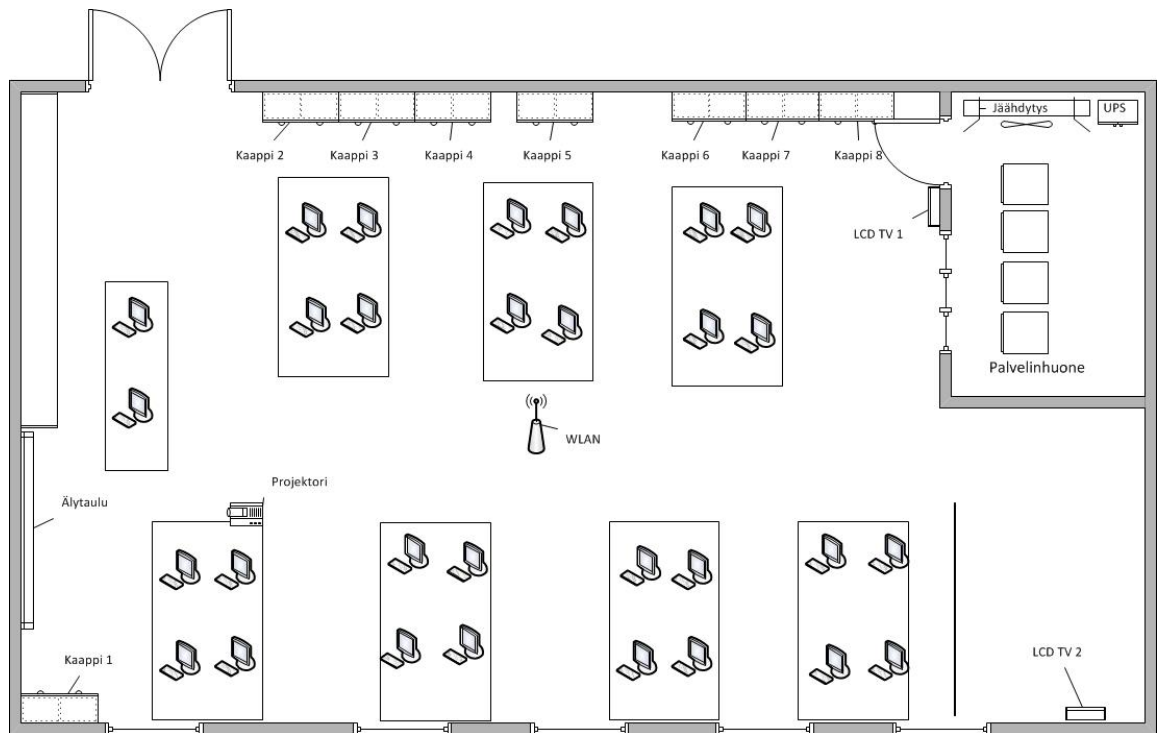 Jäähdytys
UPS
Kaappi 2
Kaappi 3
Kaappi 4
Kaappi 5
Kaappi 6
Kaappi 7
Kaappi 8
LCD TV 1
Palvelinhuone
WLAN
Projektori
Älytaulu
Kaappi 1
LCD TV 2